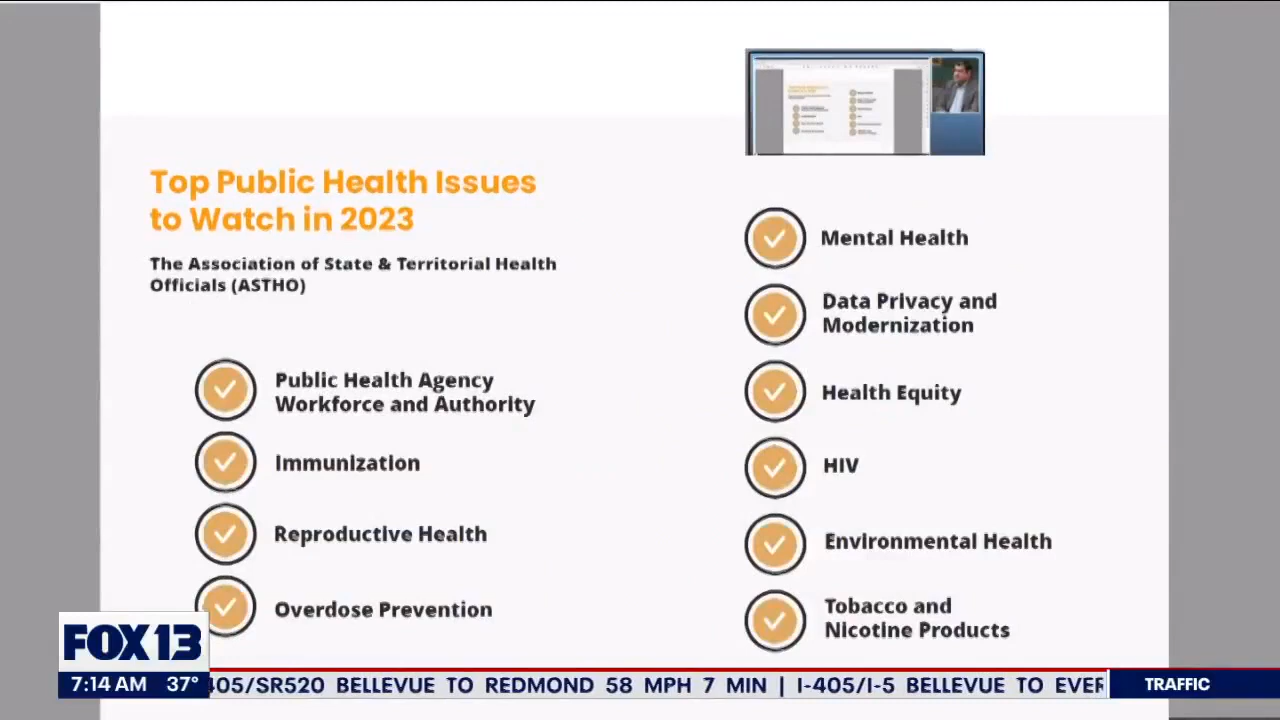 Top Public Health Issues
to Watch in 2023
The Association of State & Territorial Health
Officials (ASTHO)
Public Health Agency
Workforce and Authority
Immunization
Reproductive Health
Overdose Prevention
Mental Health
Data Privacy and
Modernization
Health Equity
HIV
Environmental Health
Tobacco and
Nicotine Products
FOX 13
7:14 AM 37°
405/SR520 BELLEVUE TO REDMOND 58 MPH 7 MIN | I-405/I-5 BELLEVUE TO EVER
TRAFFIC